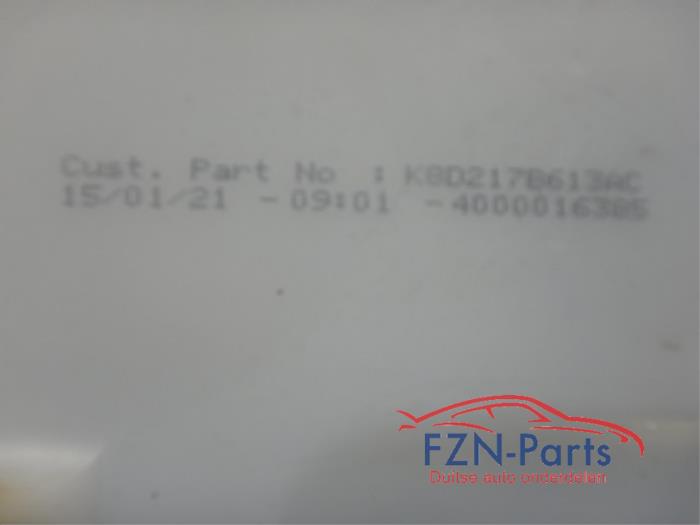 Cust. Part No : K8D217B613AC
15/01/21 - 09:01 - 4000016385
FZN-Parts
Duitse auto onderdelen